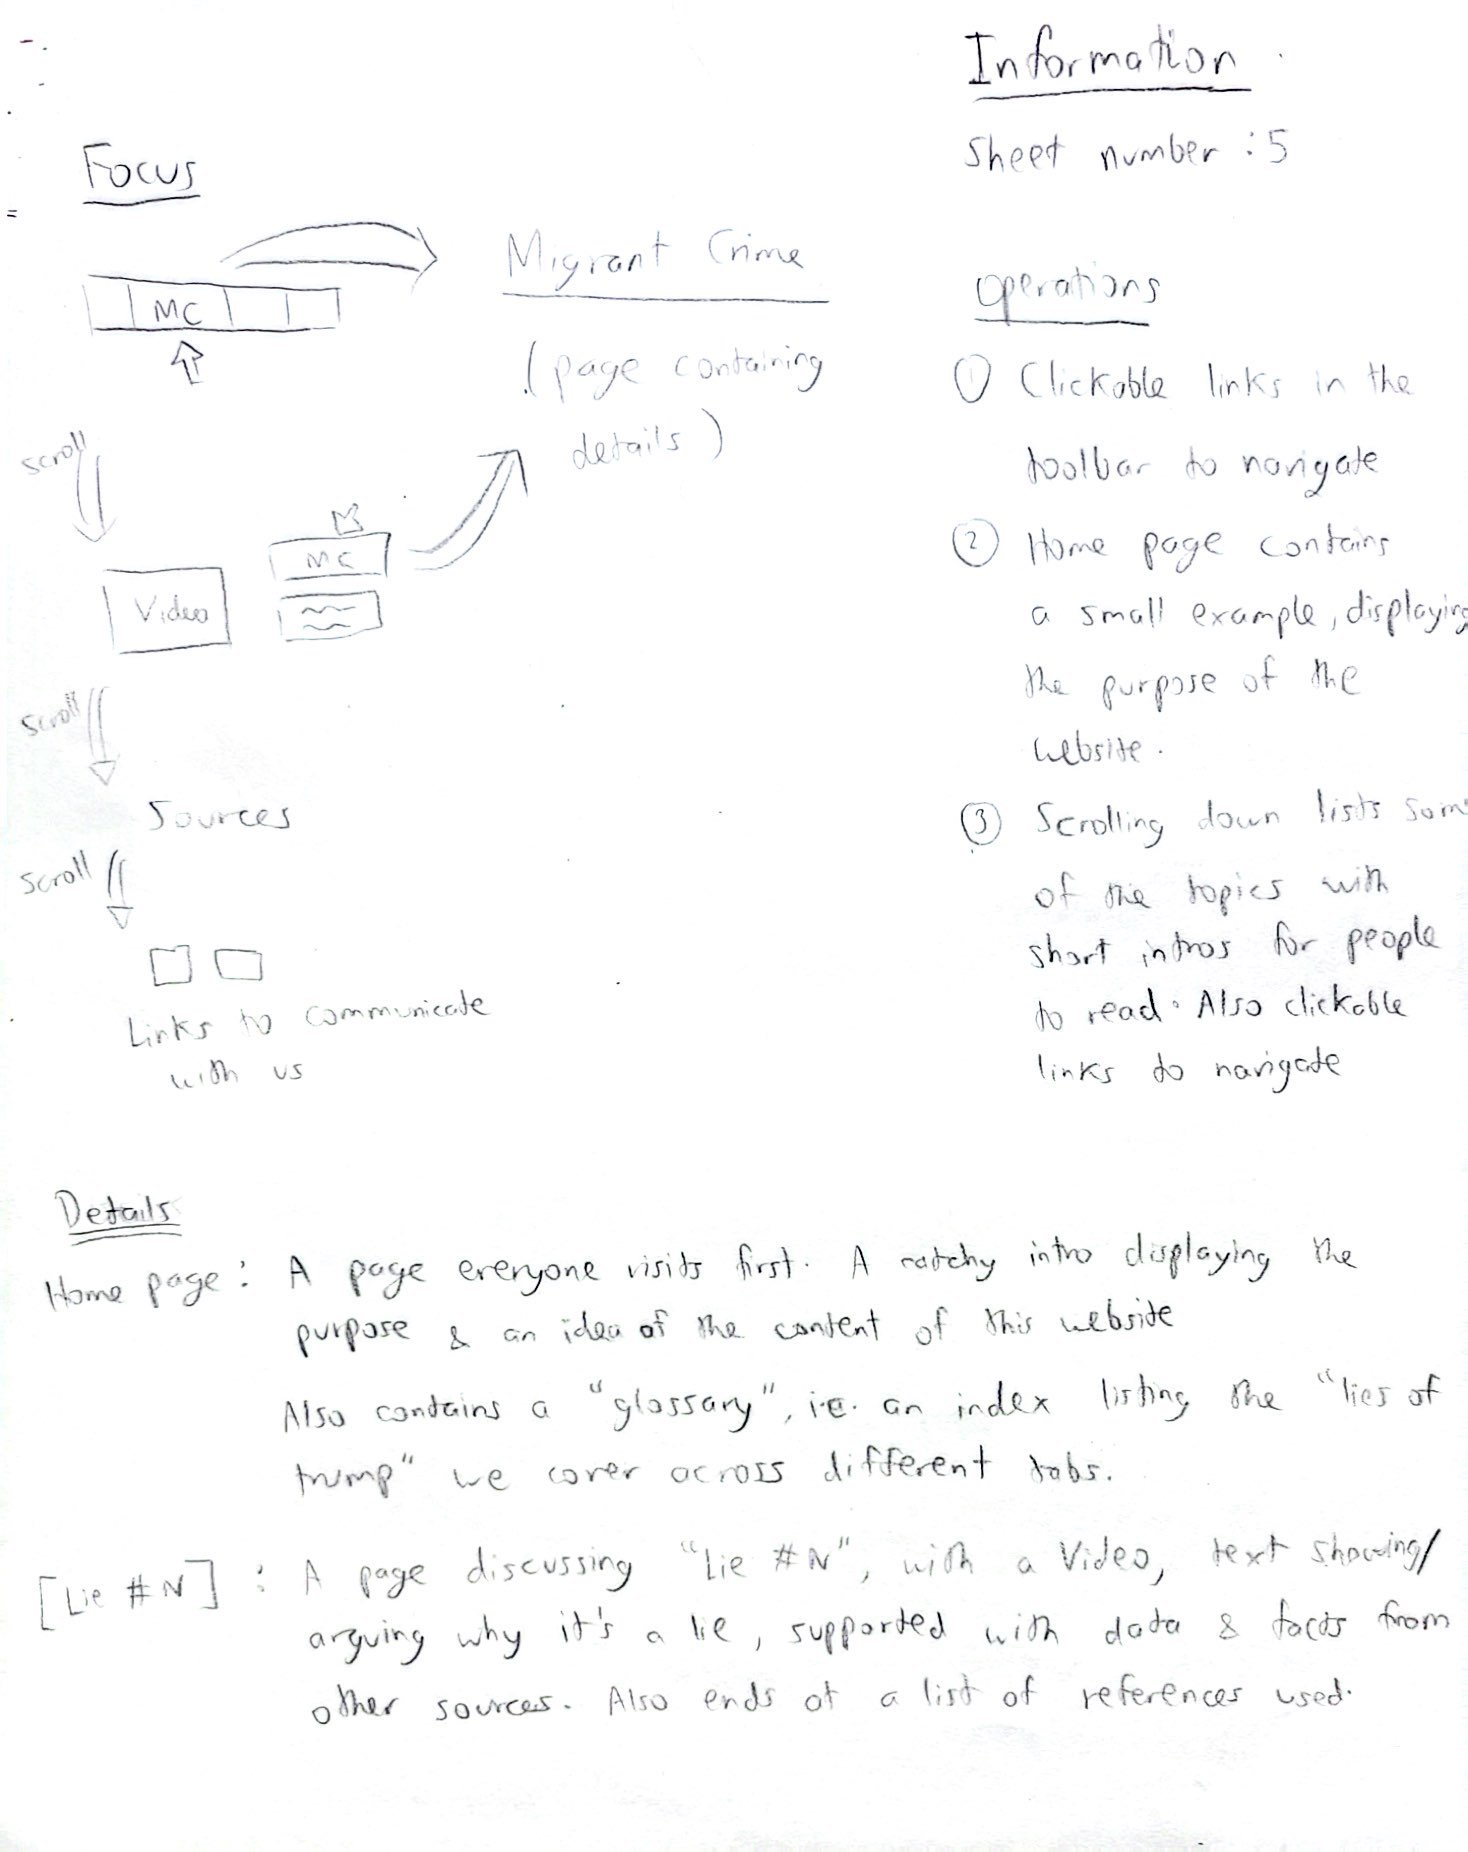 Information
Sheet number : 5
Focus
MC
Migrant Crime
(page containing
details)
scroll
MC
Video
scroll
Sources
scroll
Links to communicate
with us
Operations
① Clickable links in the
toolbar to navigate
② Home page contains
a small example, displaying
the purpose of the
website.
③ Scrolling down lists som
of the topics with
short intros for people
to read. Also clickable
links to navigate
Details
Home page : A page everyone visits first. A catchy intro displaying the
purpose & an idea of the content of this website
Also contains a "glossary", i.e. an index listing the "lies of
trump" we cover across different tabs.
[Lie #N] : A page discussing "Lie #N", with a Video, text showing/
arguing why it's a lie, supported with data & facts from
other sources. Also ends at a list of references used.